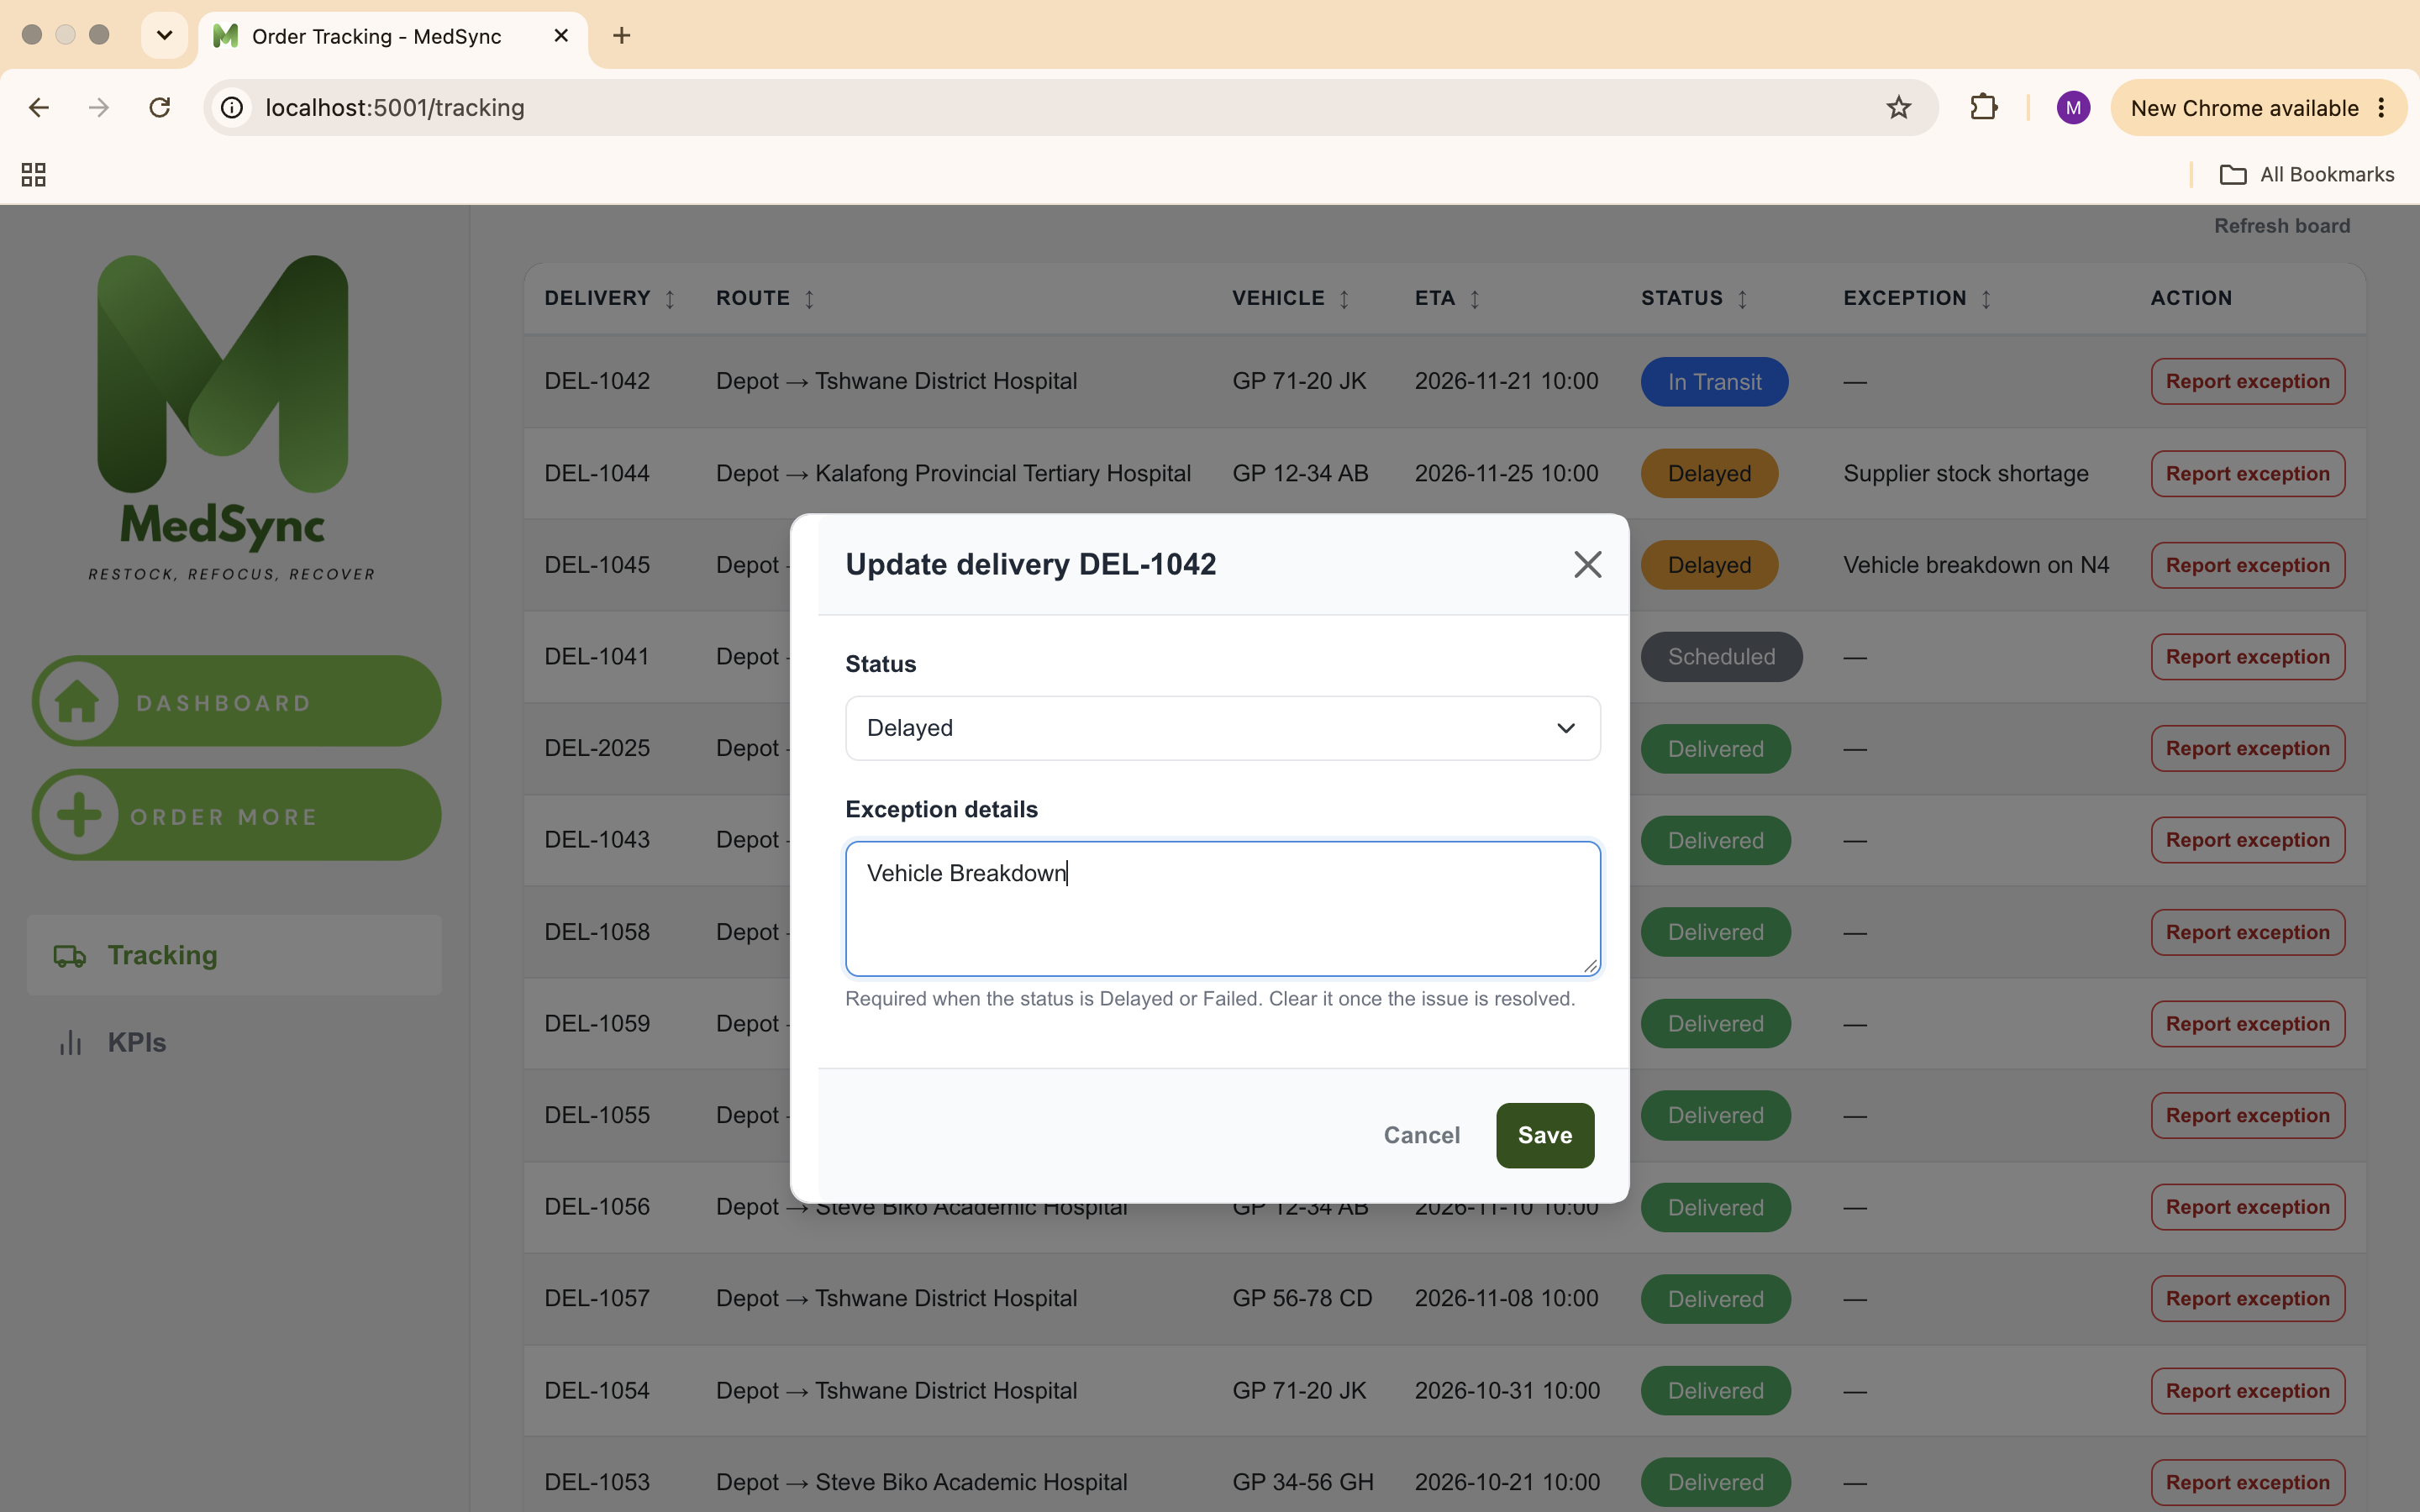 Order Tracking - MedSync
localhost:5001/tracking
M
New Chrome available
All Bookmarks
Refresh board
MedSync
RESTOCK, REFOCUS, RECOVER
DASHBOARD
ORDER MORE
Tracking
KPIs
DELIVERY ROUTE VEHICLE ETA STATUS EXCEPTION ACTION
DEL-1042 Depot → Tshwane District Hospital GP 71-20 JK 2026-11-21 10:00 In Transit — Report exception
DEL-1044 Depot → Kalafong Provincial Tertiary Hospital GP 12-34 AB 2026-11-25 10:00 Delayed Supplier stock shortage Report exception
DEL-1045 Depot Delayed Vehicle breakdown on N4 Report exception
DEL-1041 Depot Scheduled — Report exception
DEL-2025 Depot Delivered — Report exception
DEL-1043 Depot Delivered — Report exception
DEL-1058 Depot Delivered — Report exception
DEL-1059 Depot Delivered — Report exception
DEL-1055 Depot Delivered — Report exception
DEL-1056 Depot → Steve Biko Academic Hospital GP 12-34 AB 2026-11-10 10:00 Delivered — Report exception
DEL-1057 Depot → Tshwane District Hospital GP 56-78 CD 2026-11-08 10:00 Delivered — Report exception
DEL-1054 Depot → Tshwane District Hospital GP 71-20 JK 2026-10-31 10:00 Delivered — Report exception
DEL-1053 Depot → Steve Biko Academic Hospital GP 34-56 GH 2026-10-21 10:00 Delivered — Report exception
Update delivery DEL-1042
Status
Delayed
Exception details
Vehicle Breakdown
Required when the status is Delayed or Failed. Clear it once the issue is resolved.
Cancel Save